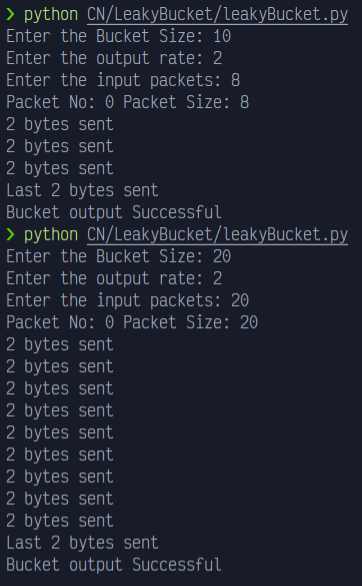 ❯ python CN/LeakyBucket/leakyBucket.py
Enter the Bucket Size: 10
Enter the output rate: 2
Enter the input packets: 8
Packet No: 0 Packet Size: 8
2 bytes sent
2 bytes sent
2 bytes sent
Last 2 bytes sent
Bucket output Successful
❯ python CN/LeakyBucket/leakyBucket.py
Enter the Bucket Size: 20
Enter the output rate: 2
Enter the input packets: 20
Packet No: 0 Packet Size: 20
2 bytes sent
2 bytes sent
2 bytes sent
2 bytes sent
2 bytes sent
2 bytes sent
2 bytes sent
2 bytes sent
2 bytes sent
Last 2 bytes sent
Bucket output Successful